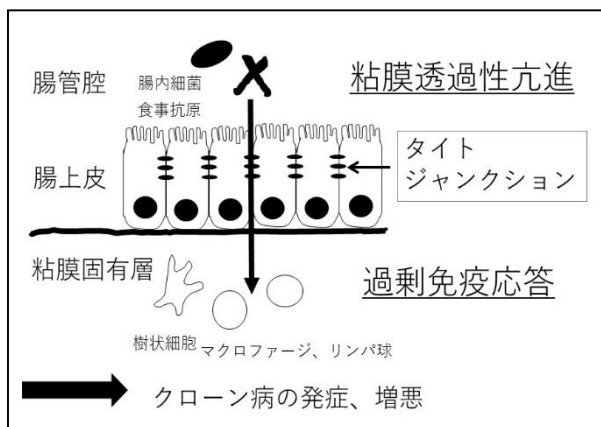 粘膜透過性亢進
腸管腔
腸内細菌
食事抗原
タイト
ジャンクション
腸上皮
粘膜固有層
過剰免疫応答
樹状細胞
マクロファージ、リンパ球
クローン病の発症、増悪